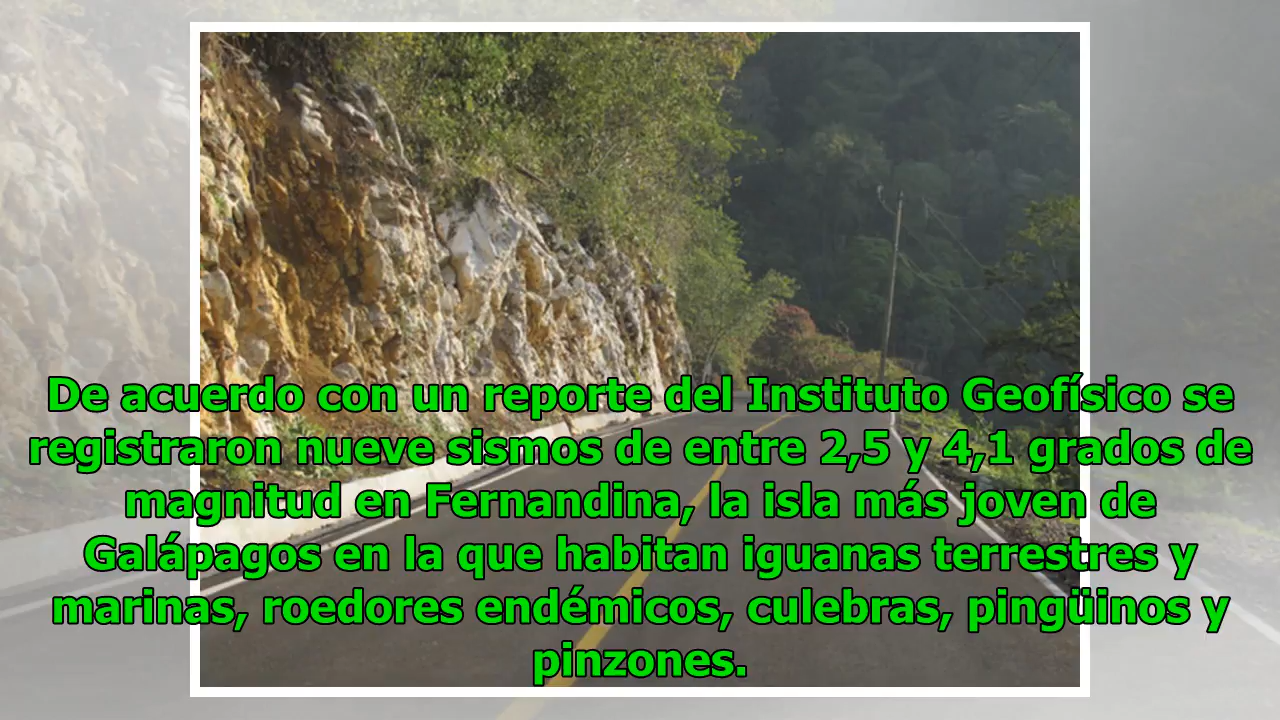 De acuerdo con un reporte del Instituto Geofísico se
registraron nueve sismos de entre 2,5 y 4,1 grados de
magnitud en Fernandina, la isla más joven de
Galápagos en la que habitan iguanas terrestres y
marinas, roedores endémicos, culebras, pingüinos y
pinzones.